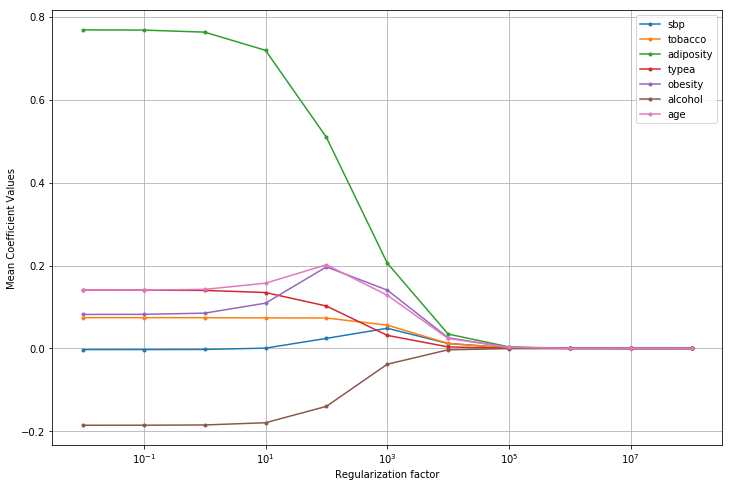 0.8
0.6
0.4
0.2
0.0
−0.2
Mean Coefficient Values
10⁻¹
10¹
10³
10⁵
10⁷
Regularization factor
sbp
tobacco
adiposity
typea
obesity
alcohol
age